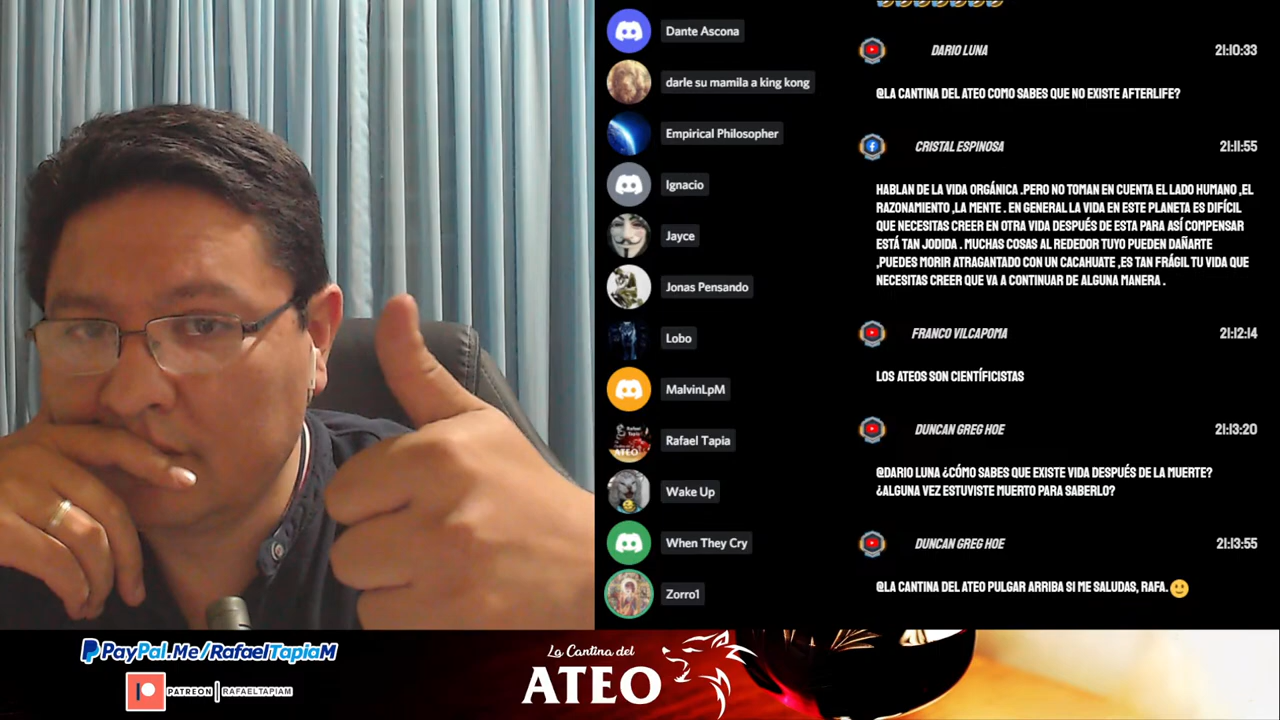 Dante Ascona
darle su mamila a king kong
Empirical Philosopher
Ignacio
Jayce
Jonas Pensando
Lobo
MalvinLpM
Rafael Tapia
Wake Up
When They Cry
Zorro1
DARIO LUNA 21:10:33
@LA CANTINA DEL ATEO COMO SABES QUE NO EXISTE AFTERLIFE?
CRISTAL ESPINOSA 21:11:55
HABLAN DE LA VIDA ORGÁNICA .PERO NO TOMAN EN CUENTA EL LADO HUMANO ,EL
RAZONAMIENTO ,LA MENTE . EN GENERAL LA VIDA EN ESTE PLANETA ES DIFÍCIL
QUE NECESITAS CREER EN OTRA VIDA DESPUÉS DE ESTA PARA ASÍ COMPENSAR
ESTÁ TAN JODIDA . MUCHAS COSAS AL REDEDOR TUYO PUEDEN DAÑARTE
,PUEDES MORIR ATRAGANTADO CON UN CACAHUATE ,ES TAN FRÁGIL TU VIDA QUE
NECESITAS CREER QUE VA A CONTINUAR DE ALGUNA MANERA .
FRANCO VILCAPOMA 21:12:14
LOS ATEOS SON CIENTÍFICISTAS
DUNCAN GREG HOE 21:13:20
@DARIO LUNA ¿CÓMO SABES QUE EXISTE VIDA DESPUÉS DE LA MUERTE?
¿ALGUNA VEZ ESTUVISTE MUERTO PARA SABERLO?
DUNCAN GREG HOE 21:13:55
@LA CANTINA DEL ATEO PULGAR ARRIBA SI ME SALUDAS, RAFA.🙂
PayPal.Me/RafaelTapiaM
PATREON | RAFAELTAPIAM
La Cantina del
ATEO